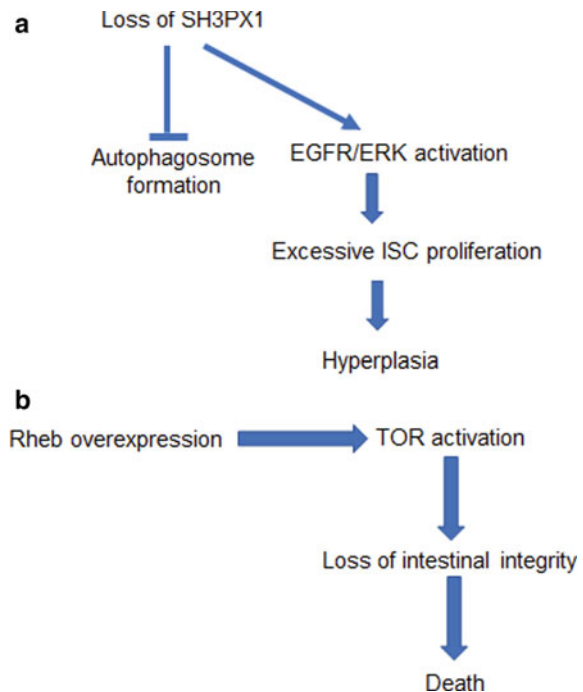 a
Loss of SH3PX1
Autophagosome
formation
EGFR/ERK activation
Excessive ISC proliferation
Hyperplasia
b
Rheb overexpression
TOR activation
Loss of intestinal integrity
Death